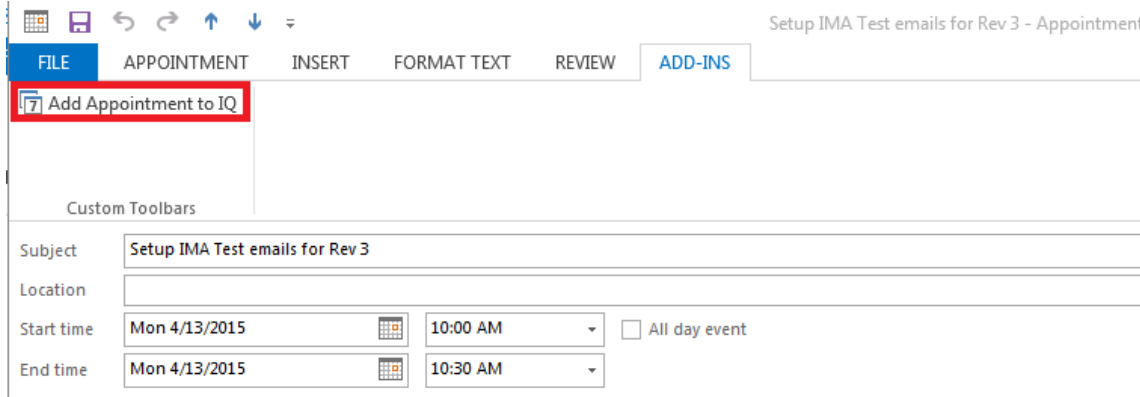 Setup IMA Test emails for Rev 3 - Appointment
FILE APPOINTMENT INSERT FORMAT TEXT REVIEW ADD-INS
7 Add Appointment to IQ
Custom Toolbars
Subject Setup IMA Test emails for Rev 3
Location
Start time Mon 4/13/2015 10:00 AM All day event
End time Mon 4/13/2015 10:30 AM